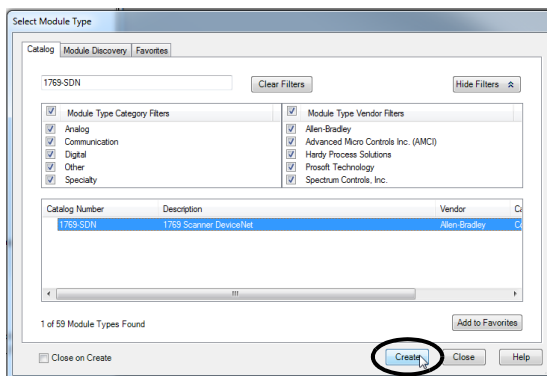 Select Module Type
Catalog Module Discovery Favorites
1769-SDN Clear Filters Hide Filters
Module Type Category Filters Module Type Vendor Filters
Analog Allen-Bradley
Communication Advanced Micro Controls Inc. (AMCI)
Digital Hardy Process Solutions
Other Prosoft Technology
Specialty Spectrum Controls, Inc.
Catalog Number Description Vendor Ca
1769-SDN 1769 Scanner DeviceNet Allen-Bradley
1 of 59 Module Types Found Add to Favorites
Close on Create Create Close Help